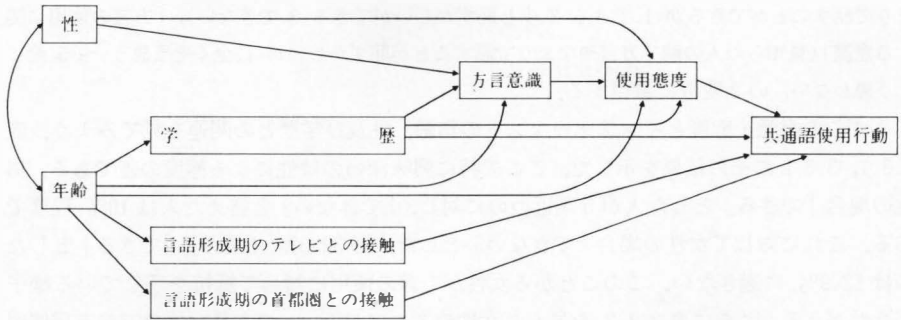 性
方言意識
使用態度
学歴
共通語使用行動
年齢
言語形成期のテレビとの接触
言語形成期の首都圏との接触